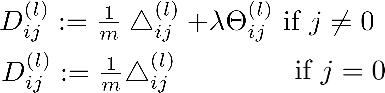 $D_{ij}^{(l)} := \frac{1}{m} \triangle_{ij}^{(l)} + \lambda \Theta_{ij}^{(l)}$ if $j \neq 0$
$D_{ij}^{(l)} := \frac{1}{m} \triangle_{ij}^{(l)}$ if $j = 0$